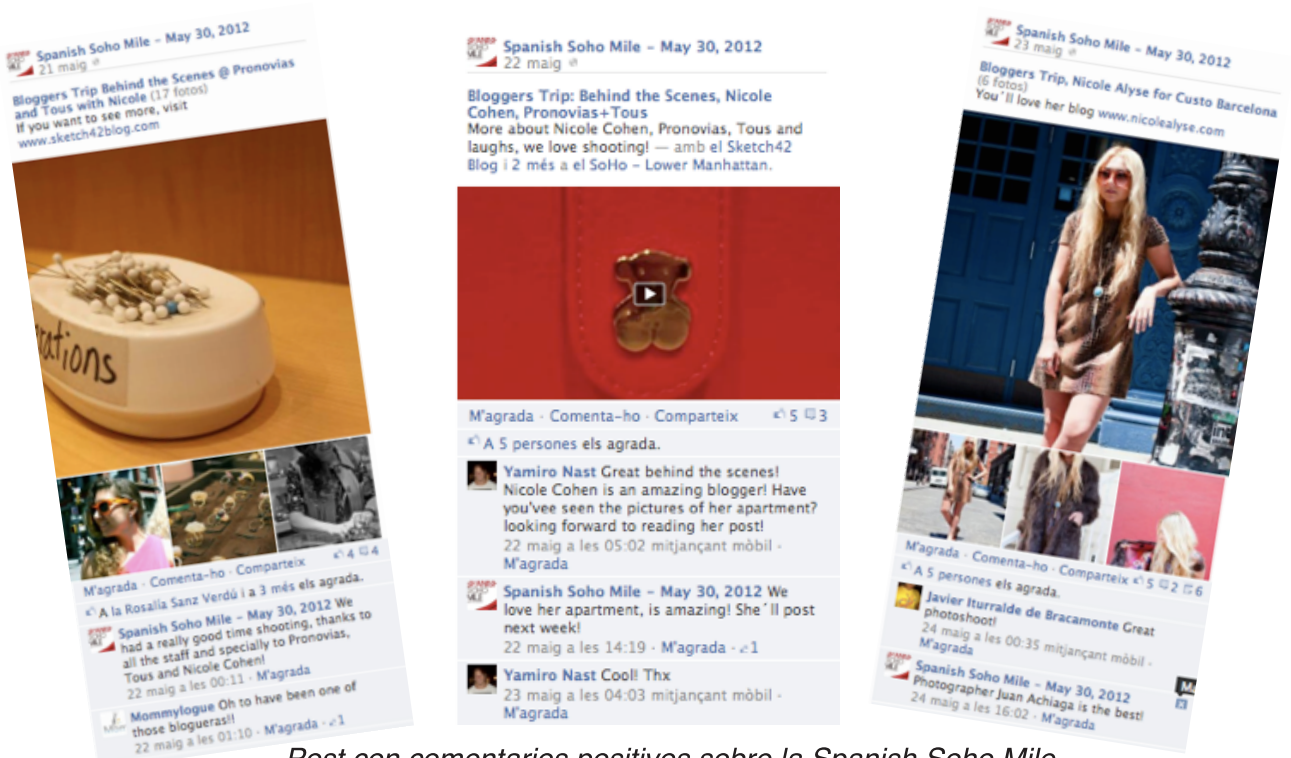 Spanish Soho Mile – May 30, 2012
21 maig
Bloggers Trip Behind the Scenes @ Pronovias
and Tous with Nicole (17 fotos)
If you want to see more, visit
www.sketch42blog.com
rations
M'agrada · Comenta-ho · Comparteix 4 4
A la Rosalía Sanz Verdú i a 3 més els agrada.
Spanish Soho Mile – May 30, 2012 We
had a really good time shooting, thanks to
all the staff and specially to Pronovias,
Tous and Nicole Cohen!
22 maig a les 00:11 · M'agrada
Mommylogue Oh to have been one of
those blogueras!!
22 maig a les 01:10 · M'agrada · 1
Spanish Soho Mile – May 30, 2012
22 maig
Bloggers Trip: Behind the Scenes, Nicole
Cohen, Pronovias+Tous
More about Nicole Cohen, Pronovias, Tous and
laughs, we love shooting! — amb el Sketch42
Blog i 2 més a el SoHo – Lower Manhattan.
M'agrada · Comenta-ho · Comparteix 5 3
A 5 persones els agrada.
Yamiro Nast Great behind the scenes!
Nicole Cohen is an amazing blogger! Have
you'vee seen the pictures of her apartment?
looking forward to reading her post!
22 maig a les 05:02 mitjançant mòbil ·
M'agrada
Spanish Soho Mile – May 30, 2012 We
love her apartment, is amazing! She´ll post
next week!
22 maig a les 14:19 · M'agrada · 1
Yamiro Nast Cool! Thx
23 maig a les 04:03 mitjançant mòbil ·
M'agrada
Spanish Soho Mile – May 30, 2012
23 maig
Bloggers Trip, Nicole Alyse for Custo Barcelona
(6 fotos)
You´ll love her blog www.nicolealyse.com
M'agrada · Comenta-ho · Comparteix 5 2 6
A 5 persones els agrada.
Javier Iturralde de Bracamonte Great
photoshoot!
24 maig a les 00:35 mitjançant mòbil ·
M'agrada
Spanish Soho Mile – May 30, 2012
Photographer Juan Achiaga is the best!
24 maig a les 16:02 · M'agrada
Post con comentarios positivos sobre la Spanish Soho Mile